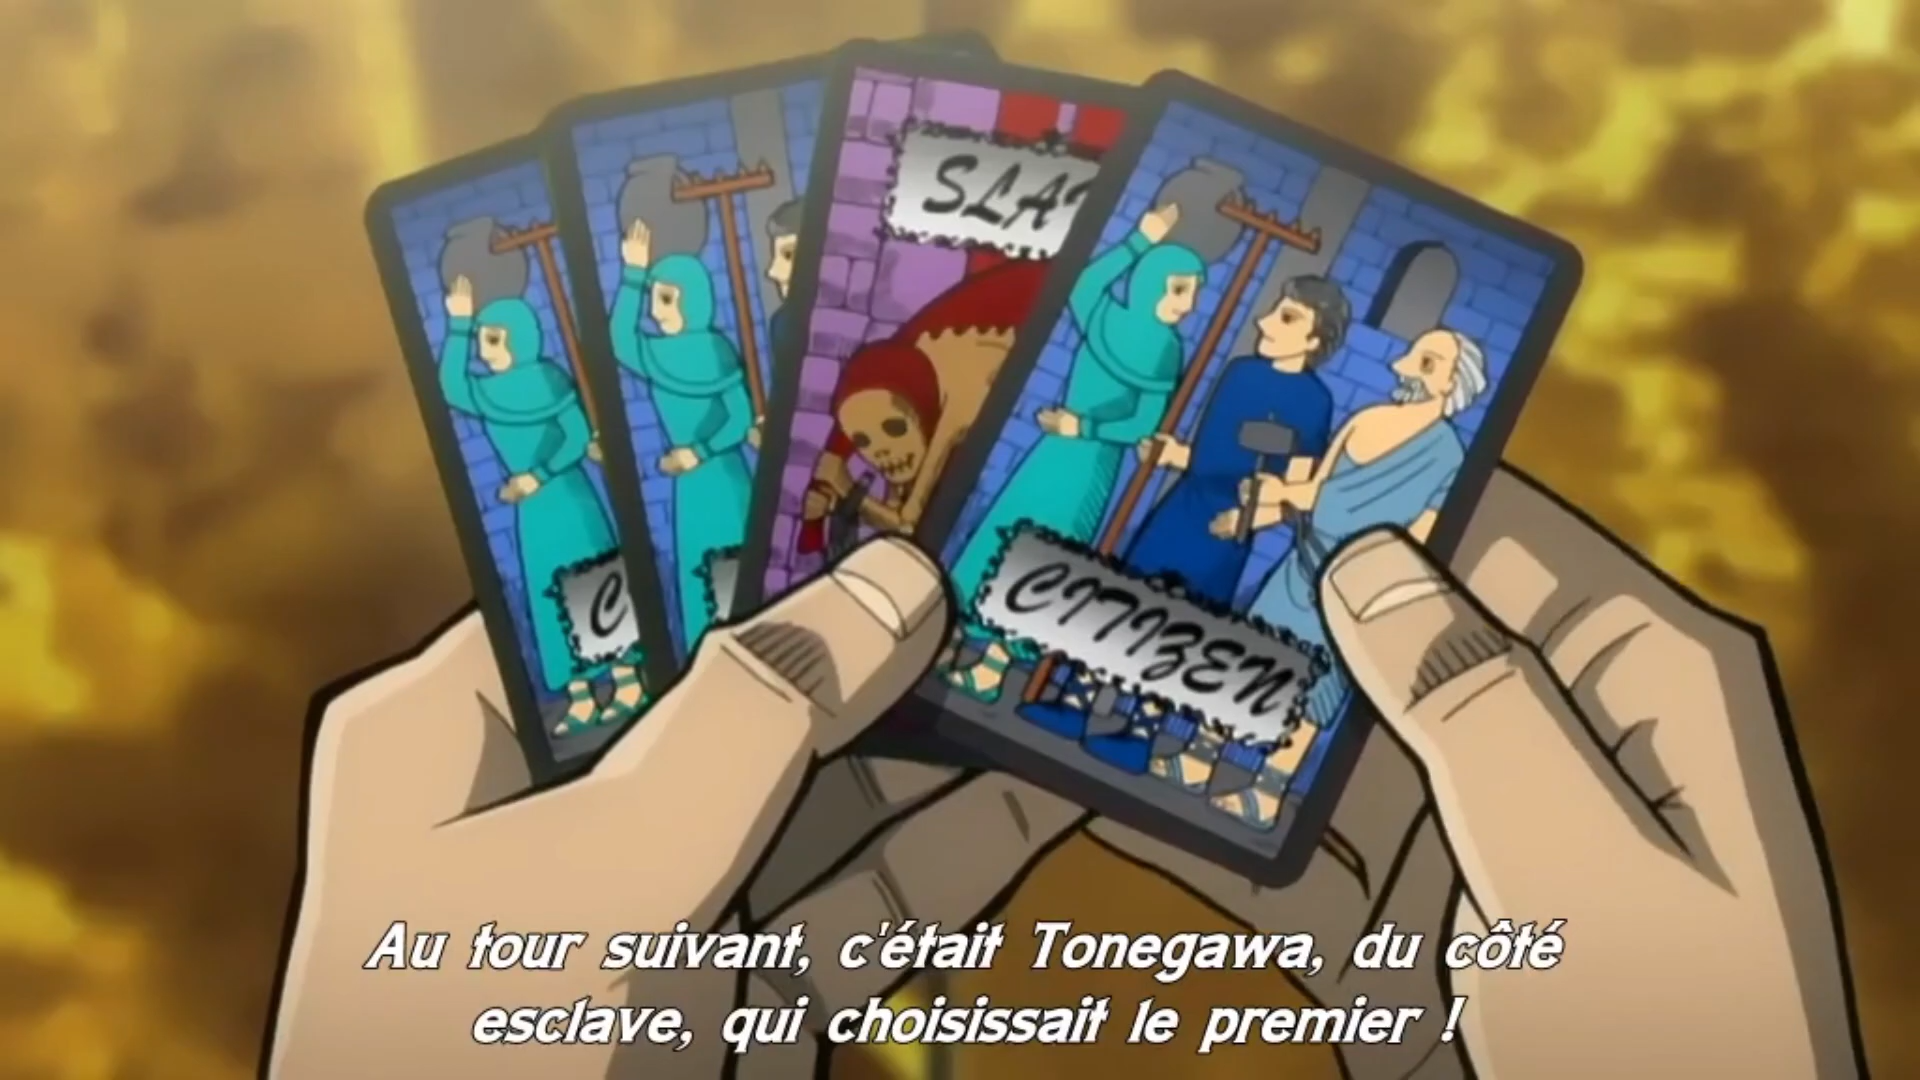 SLA
C
CITIZEN
Au tour suivant, c'était Tonegawa, du côté
esclave, qui choisissait le premier !